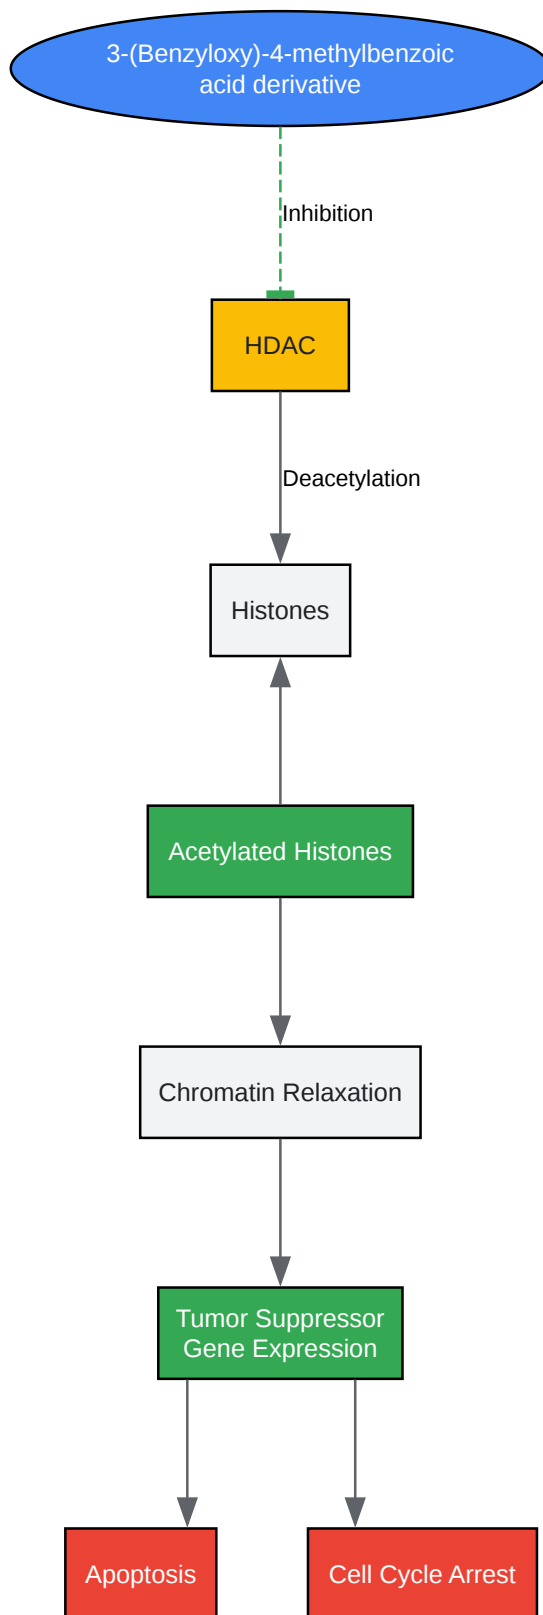 3-(Benzyloxy)-4-methylbenzoic
acid derivative
Inhibition
HDAC
Deacetylation
Histones
Acetylated Histones
Chromatin Relaxation
Tumor Suppressor
Gene Expression
Apoptosis
Cell Cycle Arrest